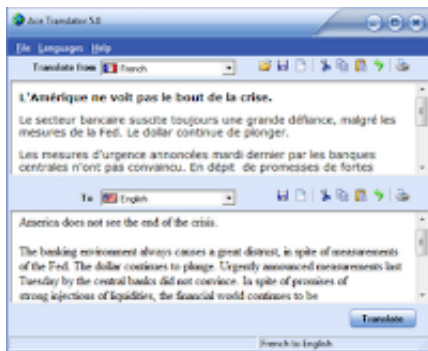 Ace Translator 5.0
File Languages Help
Translate from French
L'Amérique ne voit pas le bout de la crise.
Le secteur bancaire suscite toujours une grande défiance, malgré les
mesures de la Fed. Le dollar continue de plonger.
Les mesures d'urgence annoncées mardi dernier par les banques
centrales n'ont pas convaincu. En dépit de promesses de fortes
To English
America does not see the end of the crisis.
The banking environment always causes a great distrust, in spite of measurements
of the Fed. The dollar continues to plunge. Urgently announced measurements last
Tuesday by the central banks did not convince. In spite of promises of
strong injections of liquidities, the financial world continues to be
Translate
French to English